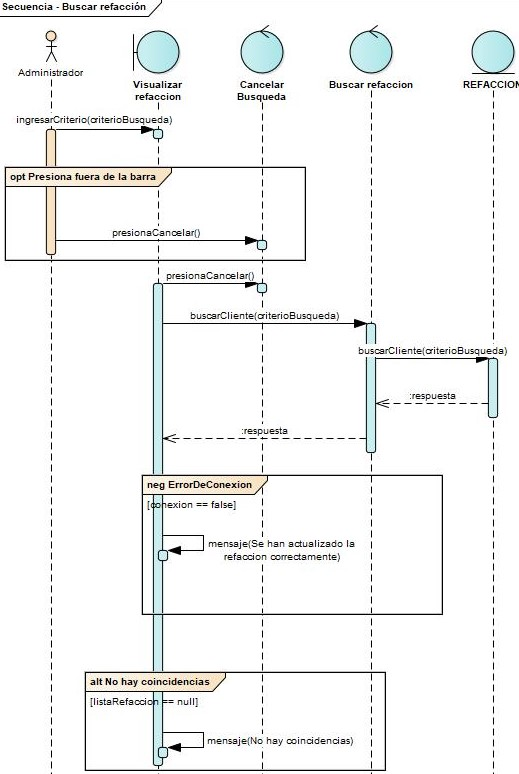 Secuencia - Buscar refacción
Administrador
Visualizar
refaccion
Cancelar
Busqueda
Buscar refaccion
REFACCION
ingresarCriterio(criterioBusqueda)
opt Presiona fuera de la barra
presionaCancelar()
presionaCancelar()
buscarCliente(criterioBusqueda)
buscarCliente(criterioBusqueda)
:respuesta
:respuesta
neg ErrorDeConexion
[conexion == false]
mensaje(Se han actualizado la
refaccion correctamente)
alt No hay coincidencias
[listaRefaccion == null]
mensaje(No hay coincidencias)